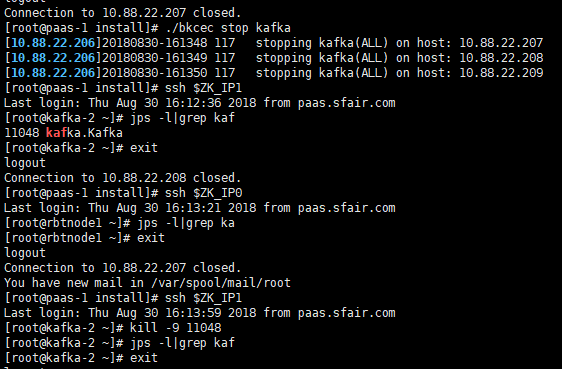 logout
Connection to 10.88.22.207 closed.
[root@paas-1 install]# ./bkcec stop kafka
[10.88.22.206]20180830-161348 117   stopping kafka(ALL) on host: 10.88.22.207
[10.88.22.206]20180830-161349 117   stopping kafka(ALL) on host: 10.88.22.208
[10.88.22.206]20180830-161350 117   stopping kafka(ALL) on host: 10.88.22.209
[root@paas-1 install]# ssh $ZK_IP1
Last login: Thu Aug 30 16:12:36 2018 from paas.sfair.com
[root@kafka-2 ~]# jps -l|grep kaf
11048 kafka.Kafka
[root@kafka-2 ~]# exit
logout
Connection to 10.88.22.208 closed.
[root@paas-1 install]# ssh $ZK_IP0
Last login: Thu Aug 30 16:13:21 2018 from paas.sfair.com
[root@rbtnode1 ~]# jps -l|grep ka
[root@rbtnode1 ~]# exit
logout
Connection to 10.88.22.207 closed.
You have new mail in /var/spool/mail/root
[root@paas-1 install]# ssh $ZK_IP1
Last login: Thu Aug 30 16:13:59 2018 from paas.sfair.com
[root@kafka-2 ~]# kill -9 11048
[root@kafka-2 ~]# jps -l|grep kaf
[root@kafka-2 ~]# exit